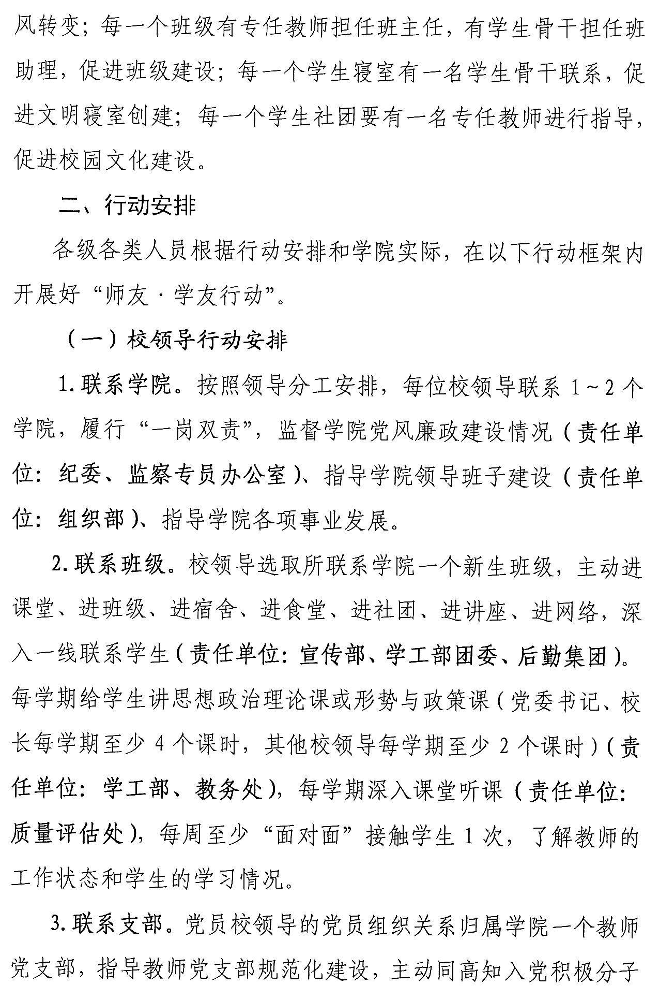 风转变；每一个班级有专任教师担任班主任，有学生骨干担任班
助理，促进班级建设；每一个学生寝室有一名学生骨干联系，促
进文明寝室创建；每一个学生社团要有一名专任教师进行指导，
促进校园文化建设。
二、行动安排
各级各类人员根据行动安排和学院实际，在以下行动框架内
开展好“师友·学友行动”。
（一）校领导行动安排
1.联系学院。按照领导分工安排，每位校领导联系 1~2 个
学院，履行“一岗双责”，监督学院党风廉政建设情况（责任单
位：纪委、监察专员办公室）、指导学院领导班子建设（责任单
位：组织部）、指导学院各项事业发展。
2.联系班级。校领导选取所联系学院一个新生班级，主动进
课堂、进班级、进宿舍、进食堂、进社团、进讲座、进网络，深
入一线联系学生（责任单位：宣传部、学工部团委、后勤集团）。
每学期给学生讲思想政治理论课或形势与政策课（党委书记、校
长每学期至少 4 个课时，其他校领导每学期至少 2 个课时）（责
任单位：学工部、教务处），每学期深入课堂听课（责任单位：
质量评估处），每周至少“面对面”接触学生 1 次，了解教师的
工作状态和学生的学习情况。
3.联系支部。党员校领导的党员组织关系归属学院一个教师
党支部，指导教师党支部规范化建设，主动同高知入党积极分子